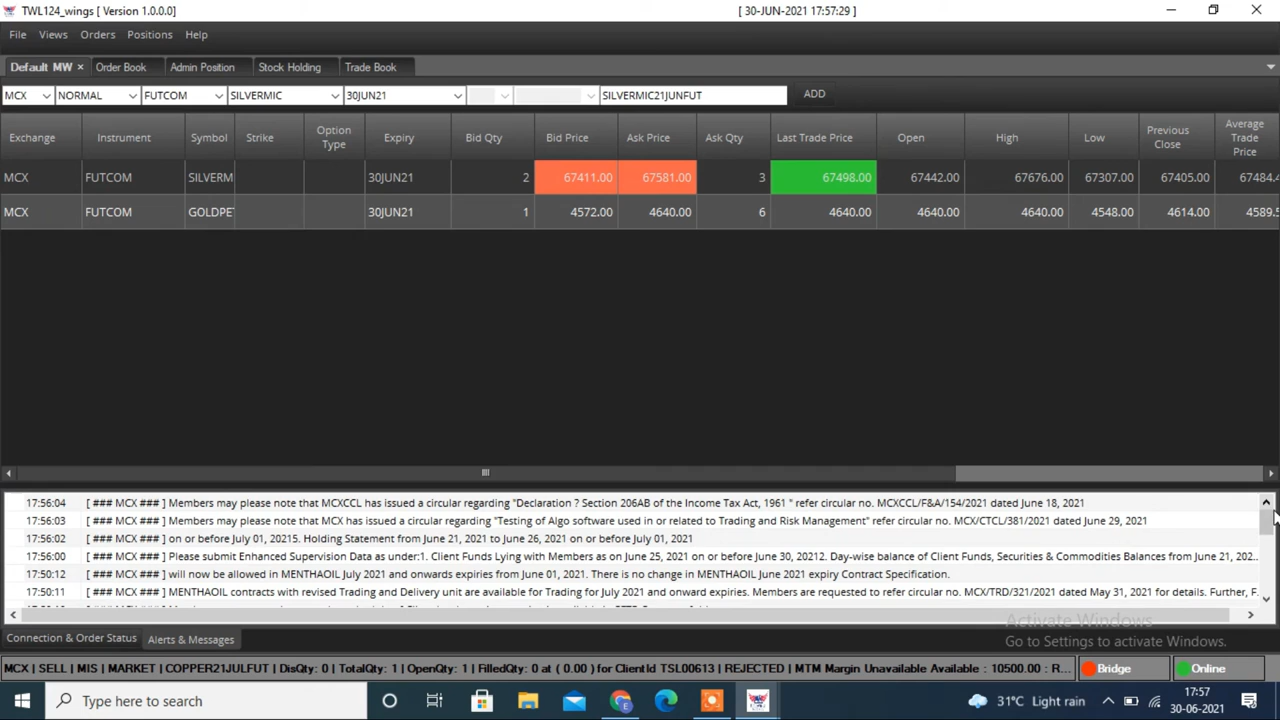 TWL124_wings [ Version 1.0.0.0] [ 30-JUN-2021 17:57:29 ]
File Views Orders Positions Help
Default MW × Order Book Admin Position Stock Holding Trade Book
MCX NORMAL FUTCOM SILVERMIC 30JUN21 SILVERMIC21JUNFUT ADD
Exchange Instrument Symbol Strike Option Type Expiry Bid Qty Bid Price Ask Price Ask Qty Last Trade Price Open High Low Previous Close Average Trade Price
MCX FUTCOM SILVERM 30JUN21 2 67411.00 67581.00 3 67498.00 67442.00 67676.00 67307.00 67405.00 67484.4
MCX FUTCOM GOLDPE 30JUN21 1 4572.00 4640.00 6 4640.00 4640.00 4640.00 4548.00 4614.00 4589.5
17:56:04 [ ### MCX ### ] Members may please note that MCXCCL has issued a circular regarding "Declaration ? Section 206AB of the Income Tax Act, 1961 " refer circular no. MCXCCL/F&A/154/2021 dated June 18, 2021
17:56:03 [ ### MCX ### ] Members may please note that MCX has issued a circular regarding "Testing of Algo software used in or related to Trading and Risk Management" refer circular no. MCX/CTCL/381/2021 dated June 29, 2021
17:56:02 [ ### MCX ### ] on or before July 01, 20215. Holding Statement from June 21, 2021 to June 26, 2021 on or before July 01, 2021
17:56:00 [ ### MCX ### ] Please submit Enhanced Supervision Data as under:1. Client Funds Lying with Members as on June 25, 2021 on or before June 30, 20212. Day-wise balance of Client Funds, Securities & Commodities Balances from June 21, 202...
17:50:12 [ ### MCX ### ] will now be allowed in MENTHAOIL July 2021 and onwards expiries from June 01, 2021. There is no change in MENTHAOIL June 2021 expiry Contract Specification.
17:50:11 [ ### MCX ### ] MENTHAOIL contracts with revised Trading and Delivery unit are available for Trading for July 2021 and onward expires. Members are requested to refer circular no. MCX/TRD/321/2021 dated May 31, 2021 for details. Further, F...
Activate Windows
Connection & Order Status Alerts & Messages Go to Settings to activate Windows.
MCX | SELL | MIS | MARKET | COPPER21JULFUT | DisQty: 0 | TotalQty: 1 | OpenQty: 1 | FilledQty: 0 at ( 0.00 ) for ClientId TSL00613 | REJECTED | MTM Margin Unavailable Available : 10500.00 : R... Bridge Online
Type here to search 31°C Light rain 17:57
30-06-2021